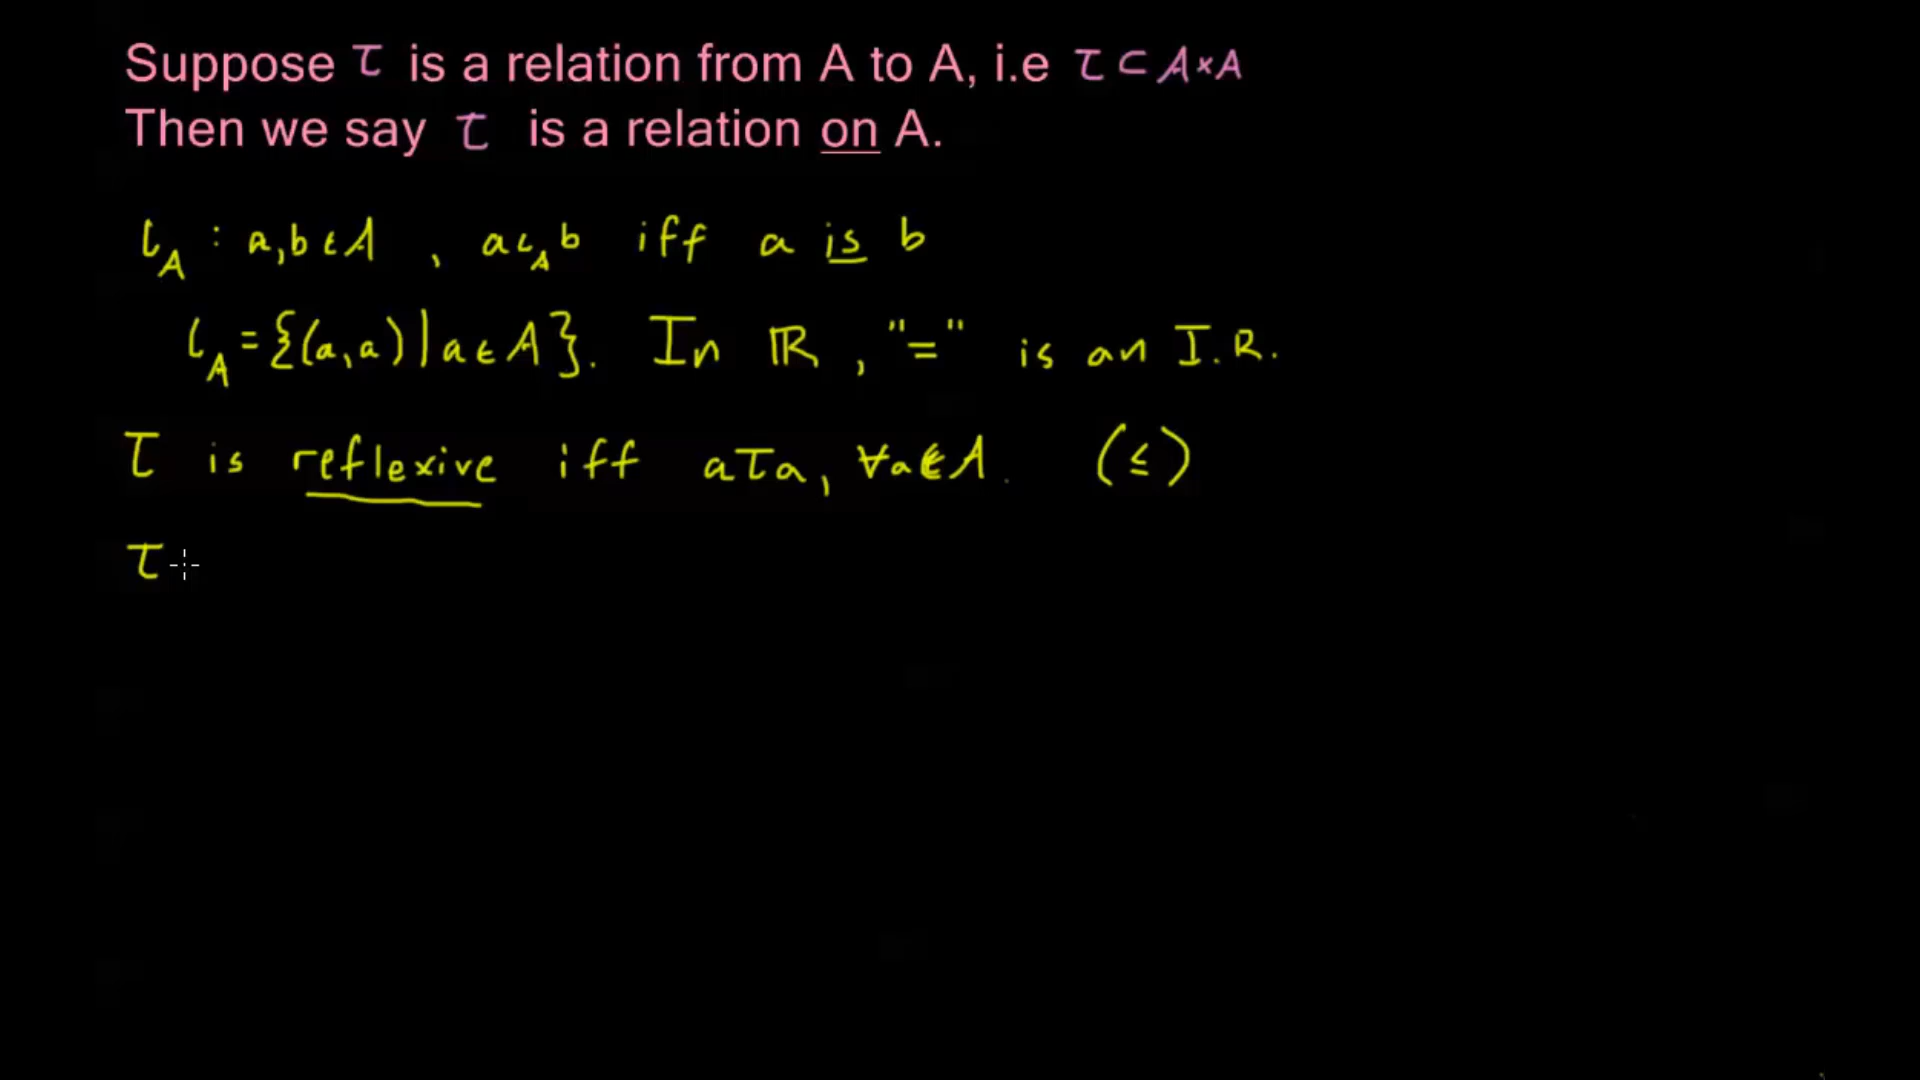 Suppose τ is a relation from A to A, i.e τ ⊂ A×A
Then we say τ is a relation on A.
ι_A : a,b ∈ A , a ι_A b iff a is b
ι_A = {(a,a) | a ∈ A}. In ℝ, "=" is an I.R.
τ is reflexive iff aτa, ∀a∈A. (≤)
τ